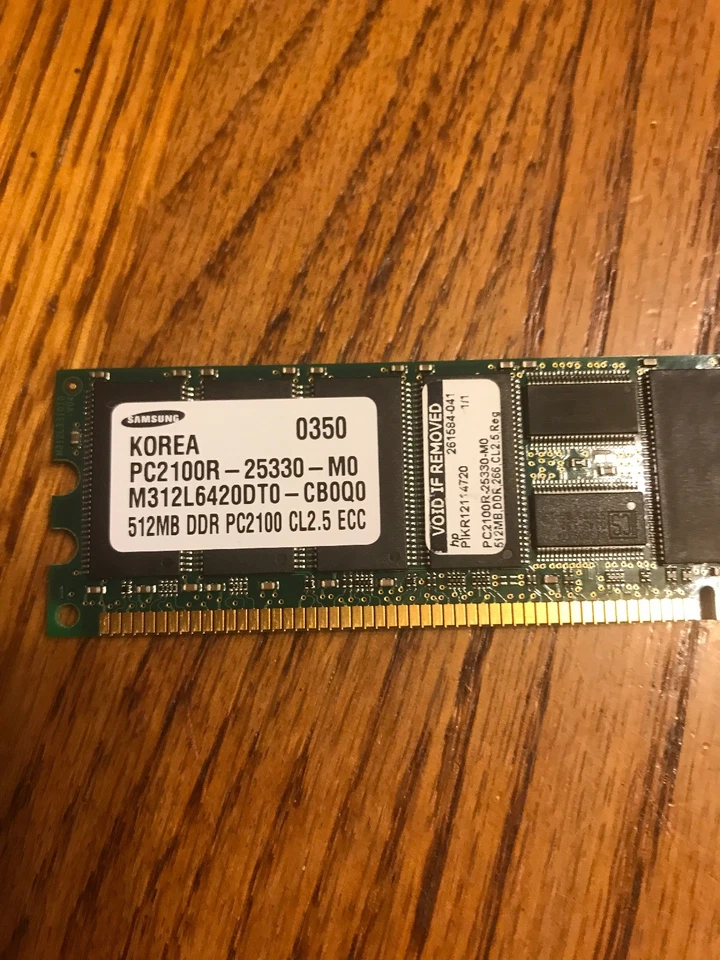 SAMSUNG
KOREA 0350
PC2100R-25330-M0
M312L6420DT0-CB0Q0
512MB DDR PC2100 CL2.5 ECC
VOID IF REMOVED
261584-041 1/1
hp
PC2100R-25330-M0
512MB,DDR,266,CL2.5,Reg